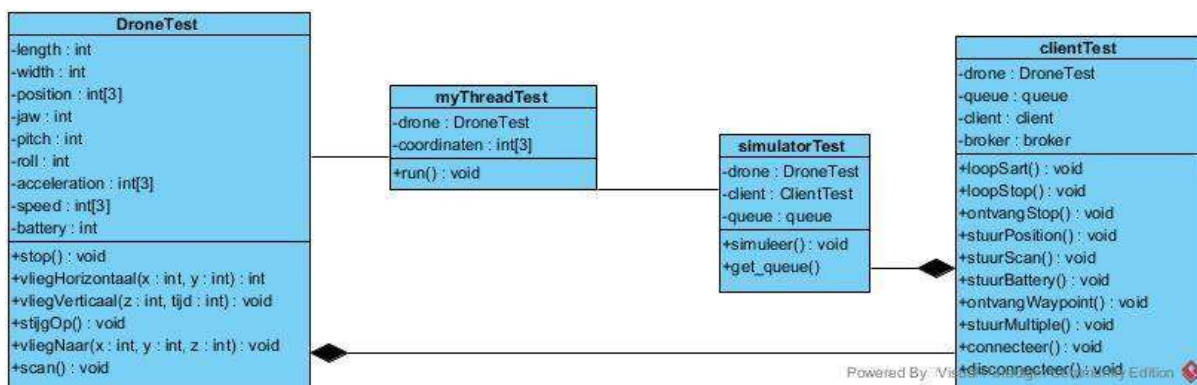 DroneTest
-length : int
-width : int
-position : int[3]
-jaw : int
-pitch : int
-roll : int
-acceleration : int[3]
-speed : int[3]
-battery : int
+stop() : void
+vliegHorizontaal(x : int, y : int) : int
+vliegVerticaal(z : int, tijd : int) : void
+stijgOp() : void
+vliegNaar(x : int, y : int, z : int) : void
+scan() : void
myThreadTest
-drone : DroneTest
-coordinaten : int[3]
+run() : void
simulatorTest
-drone : DroneTest
-client : ClientTest
-queue : queue
+simuleer() : void
+get_queue()
clientTest
-drone : DroneTest
-queue : queue
-client : client
-broker : broker
+loopSart() : void
+loopStop() : void
+ontvangStop() : void
+stuurPosition() : void
+stuurScan() : void
+stuurBattery() : void
+ontvangWaypoint() : void
+stuurMultiple() : void
+connecteer() : void
+disconnecteer() : void
Powered By Visual Paradigm Community Edition